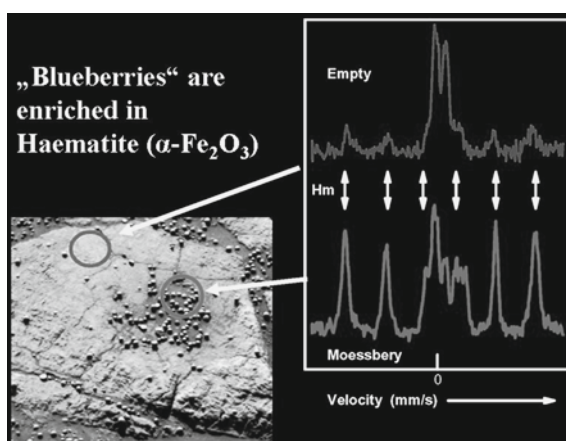 „Blueberries“ are
enriched in
Haematite (α-Fe₂O₃)
Empty
Hm
Moessbery
0
Velocity (mm/s)